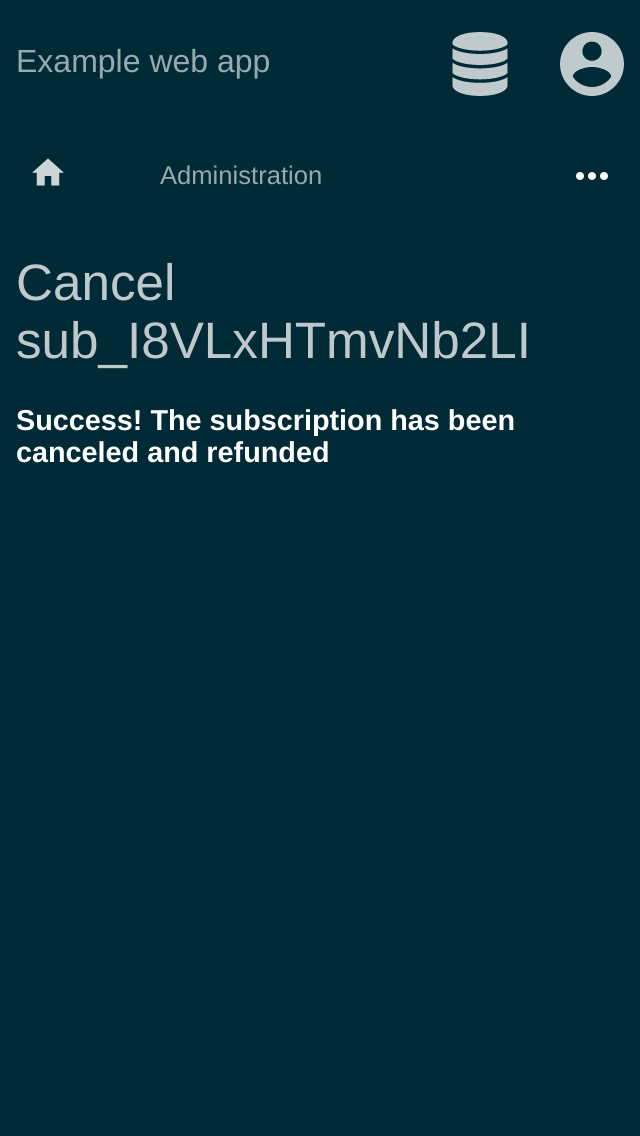 Example web app
Administration
Cancel
sub_I8VLxHTmvNb2LI
Success! The subscription has been
canceled and refunded